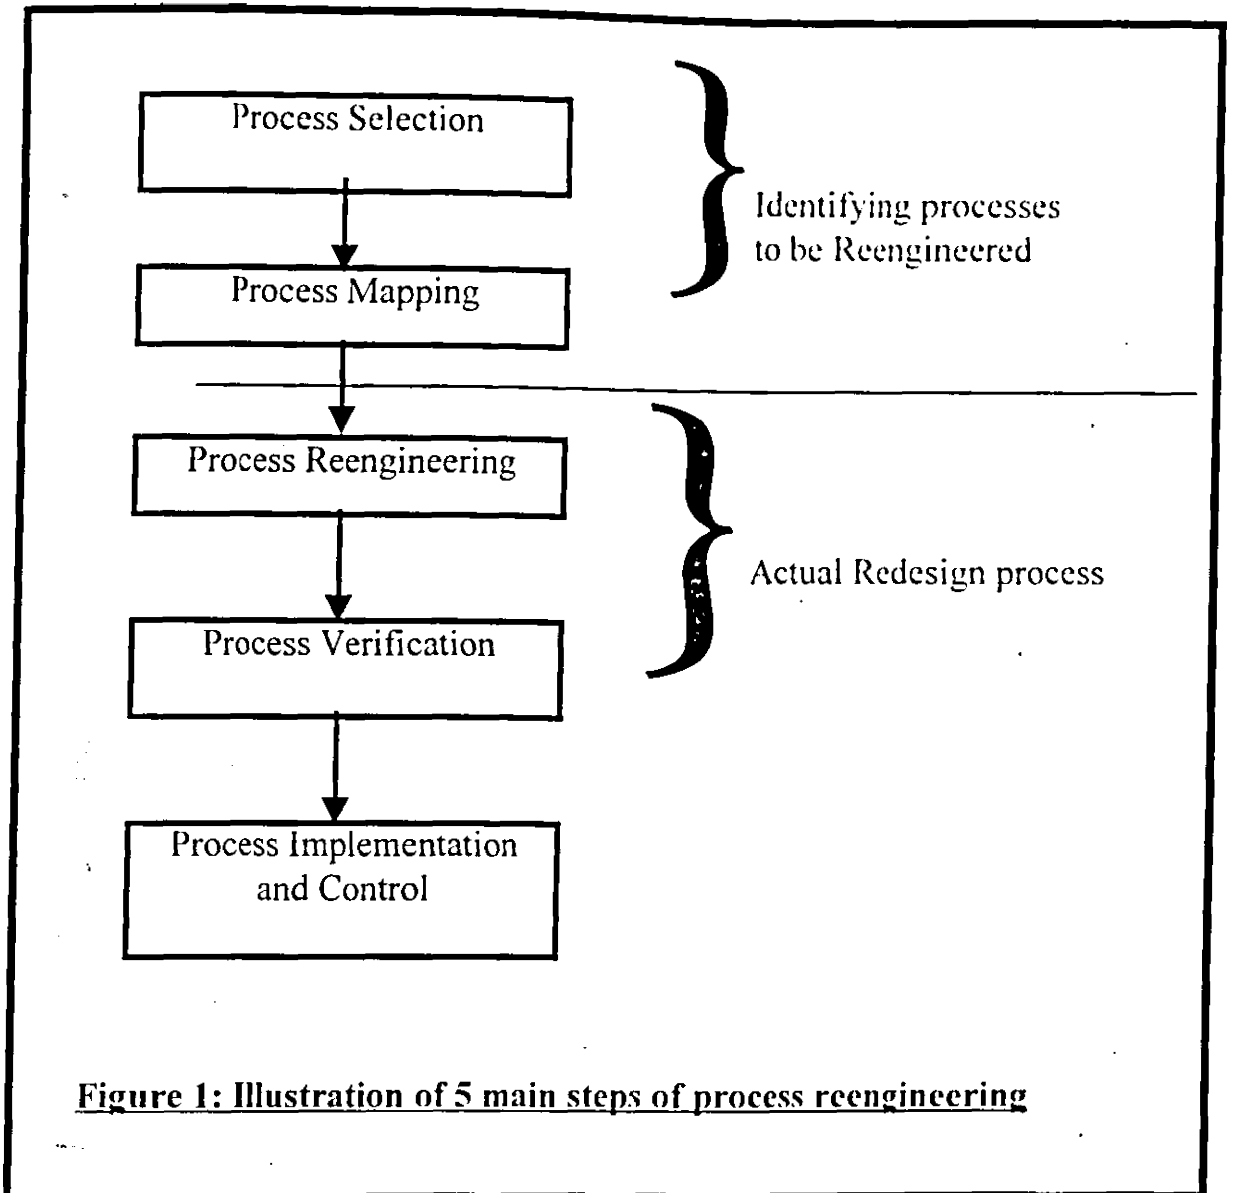 Process Selection
Identifying processes
to be Reengineered
Process Mapping
Process Reengineering
Actual Redesign process
Process Verification
Process Implementation
and Control
Figure 1: Illustration of 5 main steps of process reengineering